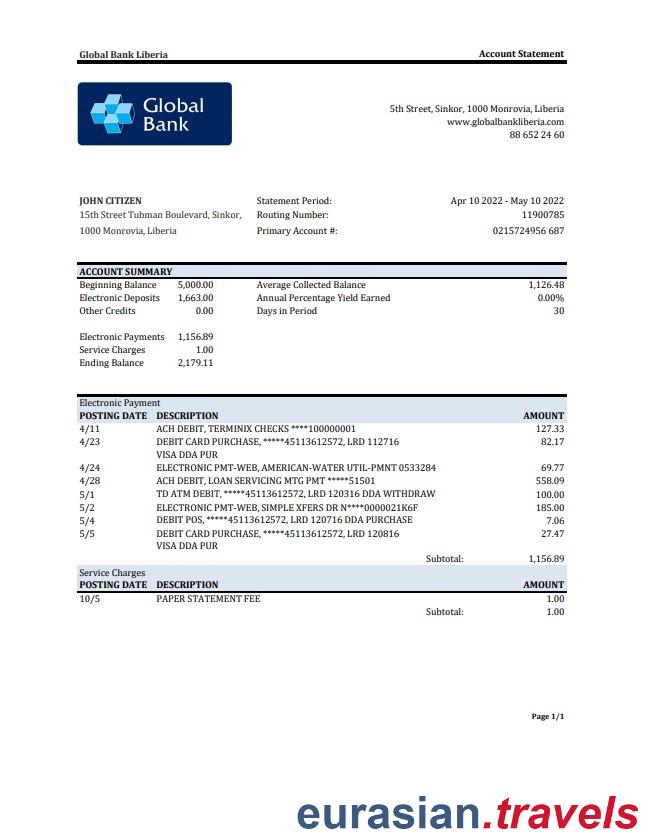 Global Bank Liberia Account Statement
Global
Bank
5th Street, Sinkor, 1000 Monrovia, Liberia
www.globalbankliberia.com
88 652 24 60
JOHN CITIZEN Statement Period: Apr 10 2022 - May 10 2022
15th Street Tubman Boulevard, Sinkor, Routing Number: 11900785
1000 Monrovia, Liberia Primary Account #: 0215724956 687
ACCOUNT SUMMARY
Beginning Balance 5,000.00 Average Collected Balance 1,126.48
Electronic Deposits 1,663.00 Annual Percentage Yield Earned 0.00%
Other Credits 0.00 Days in Period 30
Electronic Payments 1,156.89
Service Charges 1.00
Ending Balance 2,179.11
Electronic Payment
POSTING DATE DESCRIPTION AMOUNT
4/11 ACH DEBIT, TERMINIX CHECKS ****100000001 127.33
4/23 DEBIT CARD PURCHASE, *****45113612572, LRD 112716 82.17
VISA DDA PUR
4/24 ELECTRONIC PMT-WEB, AMERICAN-WATER UTIL-PMNT 0533284 69.77
4/28 ACH DEBIT, LOAN SERVICING MTG PMT *****51501 558.09
5/1 TD ATM DEBIT, *****45113612572, LRD 120316 DDA WITHDRAW 100.00
5/2 ELECTRONIC PMT-WEB, SIMPLE XFERS DR N****0000021K6F 185.00
5/4 DEBIT POS, *****45113612572, LRD 120716 DDA PURCHASE 7.06
5/5 DEBIT CARD PURCHASE, *****45113612572, LRD 120816 27.47
VISA DDA PUR
Subtotal: 1,156.89
Service Charges
POSTING DATE DESCRIPTION AMOUNT
10/5 PAPER STATEMENT FEE 1.00
Subtotal: 1.00
Page 1/1
eurasian.travels